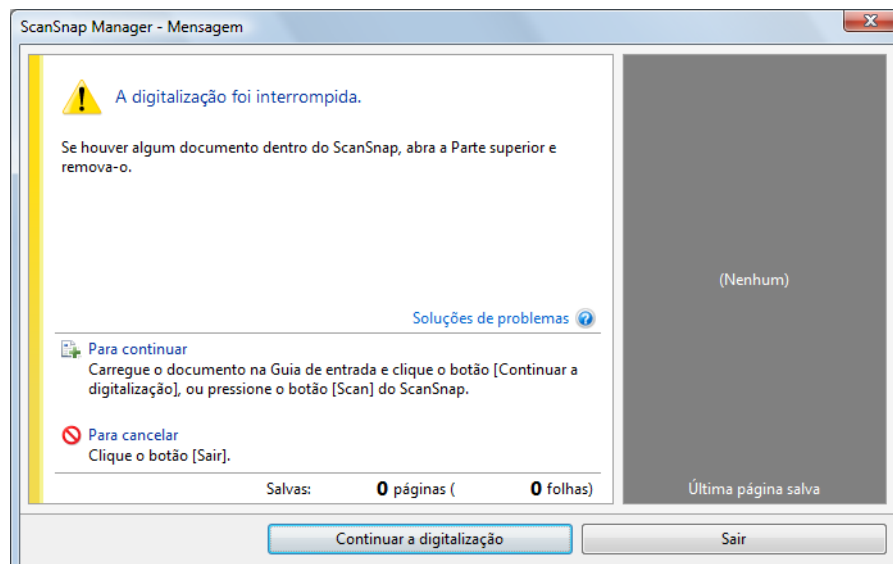 ScanSnap Manager - Mensagem
A digitalização foi interrompida.
Se houver algum documento dentro do ScanSnap, abra a Parte superior e
remova-o.
(Nenhum)
Soluções de problemas
Para continuar
Carregue o documento na Guia de entrada e clique o botão [Continuar a
digitalização], ou pressione o botão [Scan] do ScanSnap.
Para cancelar
Clique o botão [Sair].
Salvas: 0 páginas ( 0 folhas)
Última página salva
Continuar a digitalização
Sair